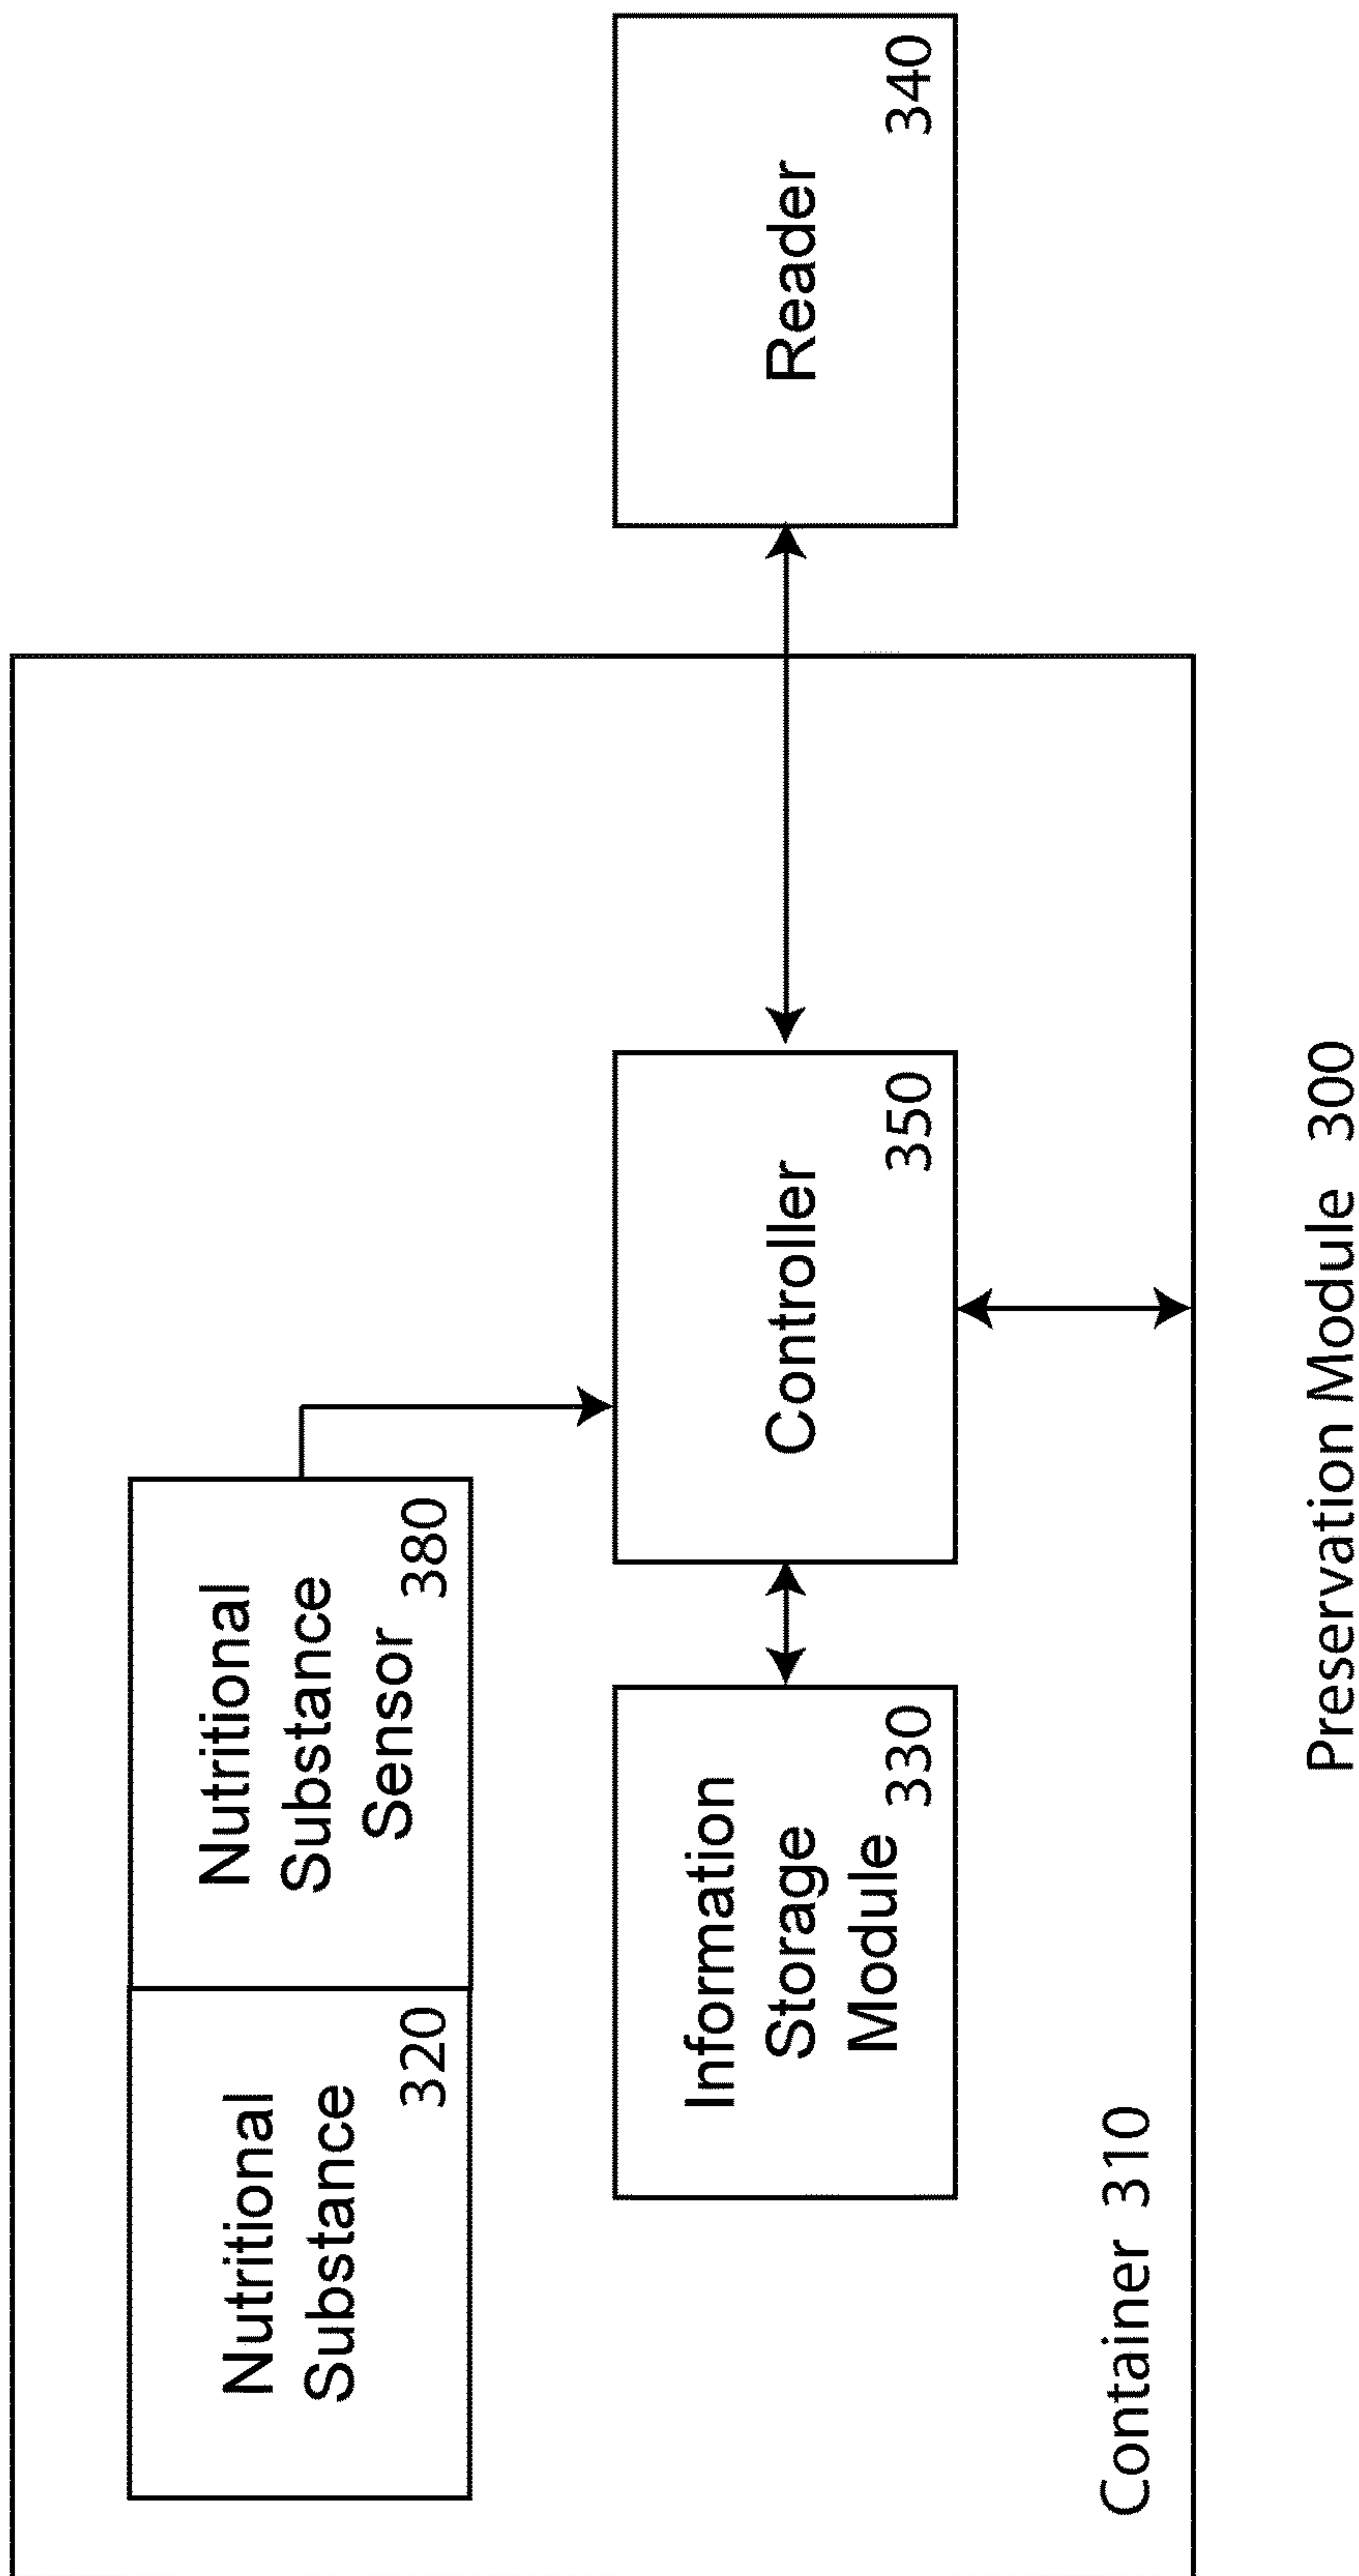 Nutritional
Substance
320
Nutritional
Substance
Sensor
380
Information
Storage
Module
330
Controller
350
Reader
340
Container 310
Preservation Module 300